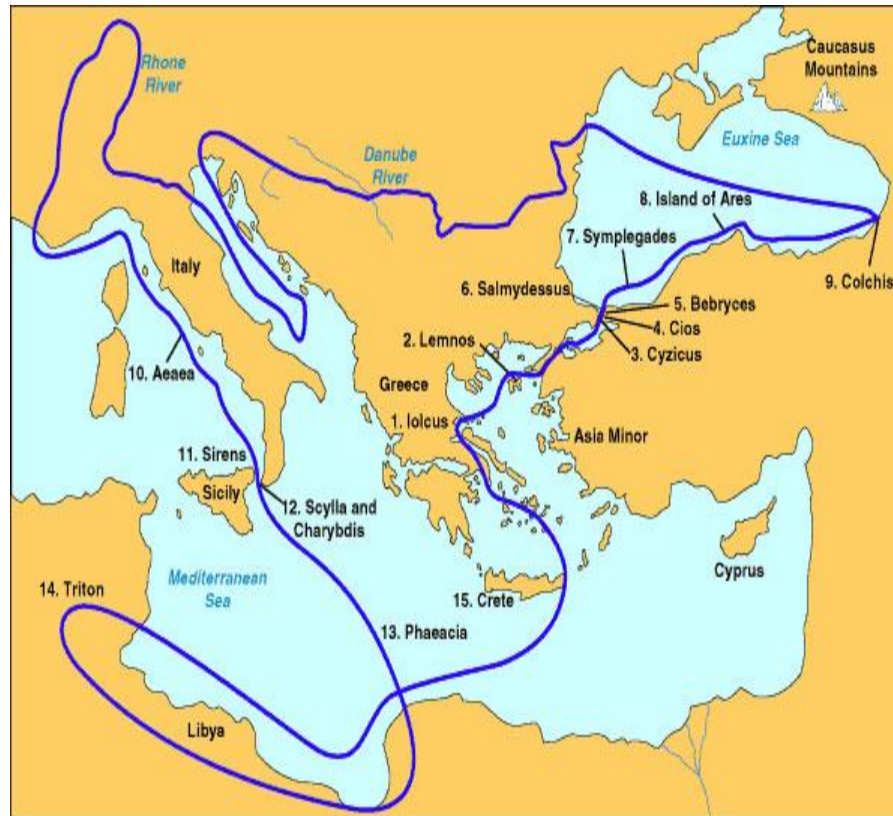 Rhone
River
Caucasus
Mountains
Euxine Sea
Danube
River
8. Island of Ares
7. Symplegades
Italy
6. Salmydessus
9. Colchis
5. Bebryces
4. Cios
3. Cyzicus
2. Lemnos
10. Aeaea
Greece
1. Iolcus
Asia Minor
11. Sirens
Sicily
12. Scylla and
Charybdis
Mediterranean
Sea
Cyprus
14. Triton
15. Crete
13. Phaeacia
Libya